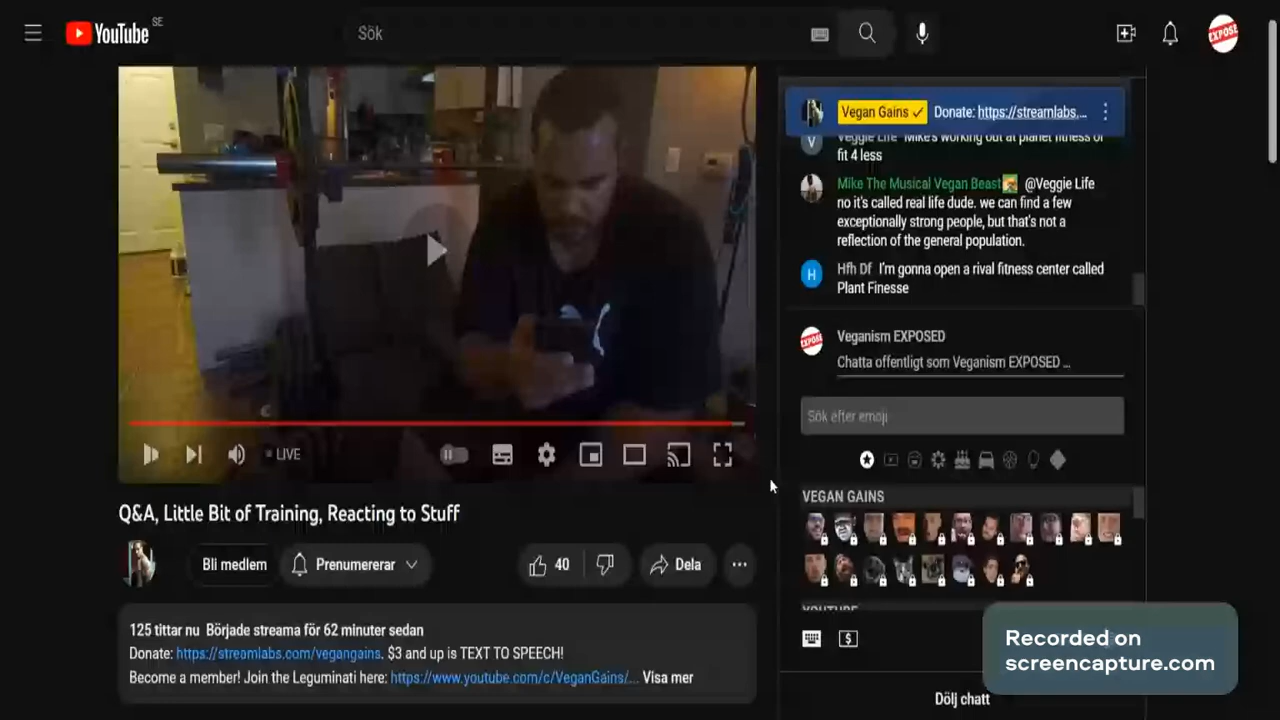 YouTube SE
Sök
EXPOSE
Vegan Gains Donate: https://streamlabs....
V Veggie Life Mike's working out at planet fitness or
fit 4 less
Mike The Musical Vegan Beast @Veggie Life
no it's called real life dude. we can find a few
exceptionally strong people, but that's not a
reflection of the general population.
H Hfh Df I'm gonna open a rival fitness center called
Plant Finesse
EXPOSE
Veganism EXPOSED
Chatta offentligt som Veganism EXPOSED ...
Sök efter emoji
VEGAN GAINS
YOUTUBE
$
Dölj chatt
LIVE
Q&A, Little Bit of Training, Reacting to Stuff
Bli medlem Prenumererar 40 Dela
125 tittar nu Började streama för 62 minuter sedan
Donate: https://streamlabs.com/vegangains. $3 and up is TEXT TO SPEECH!
Become a member! Join the Leguminati here: https://www.youtube.com/c/VeganGains/... Visa mer
Recorded on
screencapture.com